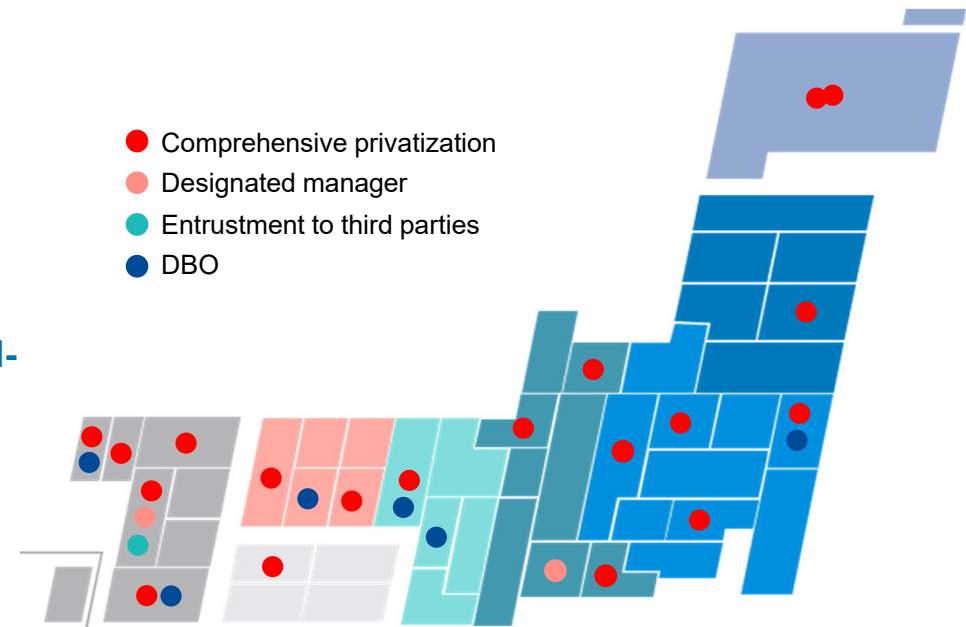 Comprehensive privatization
Designated manager
Entrustment to third parties
DBO